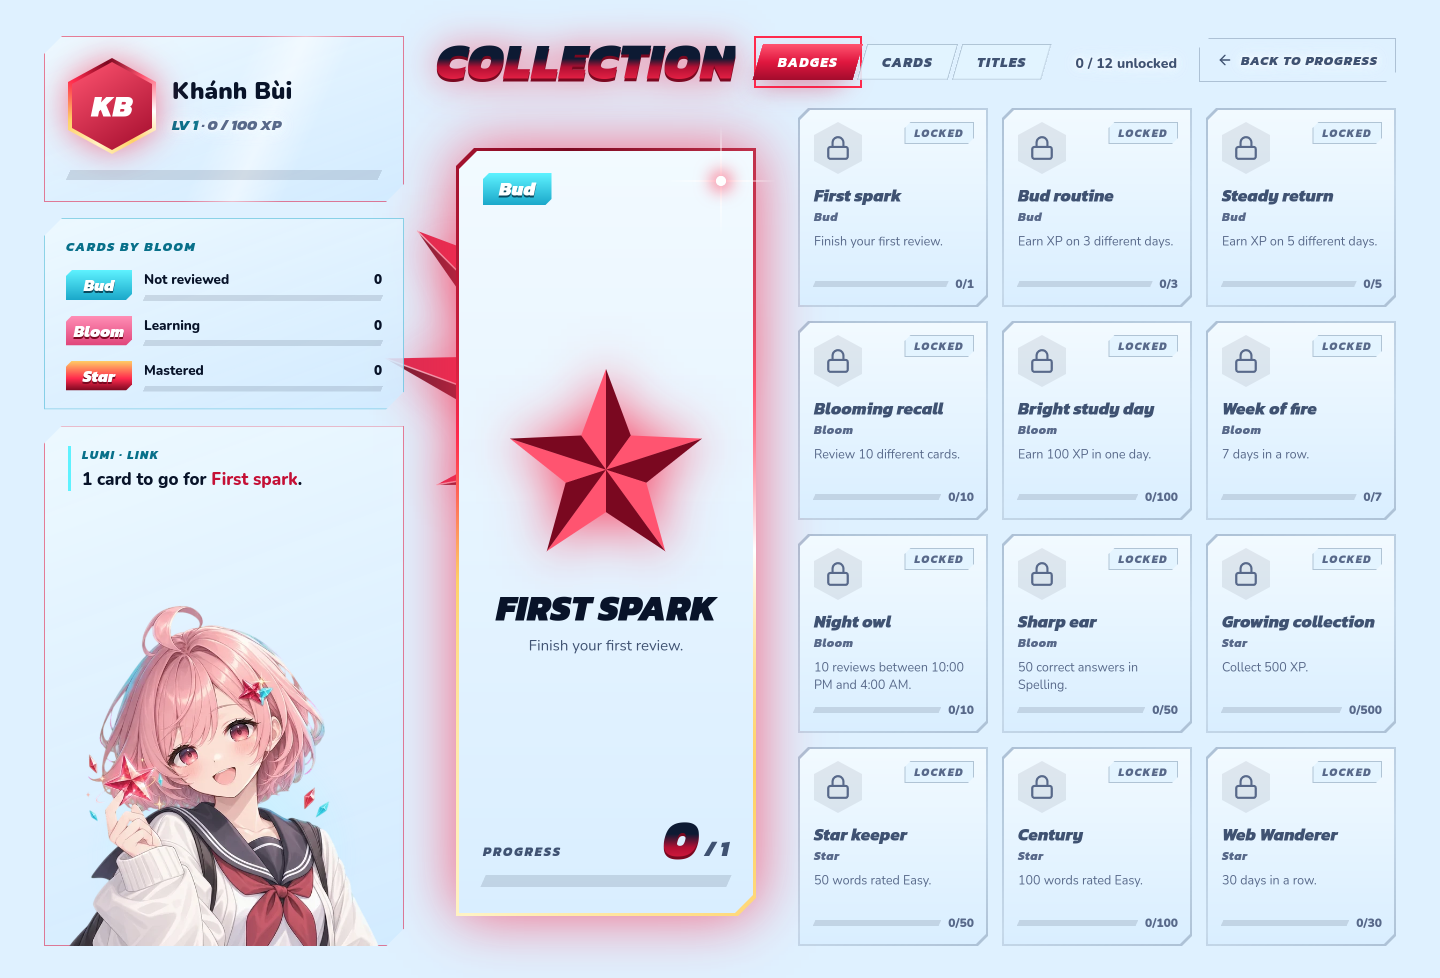 KB
Khánh Bùi
LV 1 · 0 / 100 XP
CARDS BY BLOOM
Bud
Not reviewed
0
Bloom
Learning
0
Star
Mastered
0
LUMI · LINK
1 card to go for First spark.
COLLECTION
BADGES
CARDS
TITLES
0 / 12 unlocked
← BACK TO PROGRESS
Bud
FIRST SPARK
Finish your first review.
PROGRESS
0 / 1
LOCKED
First spark
Bud
Finish your first review.
0/1
LOCKED
Bud routine
Bud
Earn XP on 3 different days.
0/3
LOCKED
Steady return
Bud
Earn XP on 5 different days.
0/5
LOCKED
Blooming recall
Bloom
Review 10 different cards.
0/10
LOCKED
Bright study day
Bloom
Earn 100 XP in one day.
0/100
LOCKED
Week of fire
Bloom
7 days in a row.
0/7
LOCKED
Night owl
Bloom
10 reviews between 10:00
PM and 4:00 AM.
0/10
LOCKED
Sharp ear
Bloom
50 correct answers in
Spelling.
0/50
LOCKED
Growing collection
Star
Collect 500 XP.
0/500
LOCKED
Star keeper
Star
50 words rated Easy.
0/50
LOCKED
Century
Star
100 words rated Easy.
0/100
LOCKED
Web Wanderer
Star
30 days in a row.
0/30